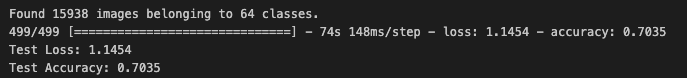 Found 15938 images belonging to 64 classes.
499/499 [==============================] - 74s 148ms/step - loss: 1.1454 - accuracy: 0.7035
Test Loss: 1.1454
Test Accuracy: 0.7035